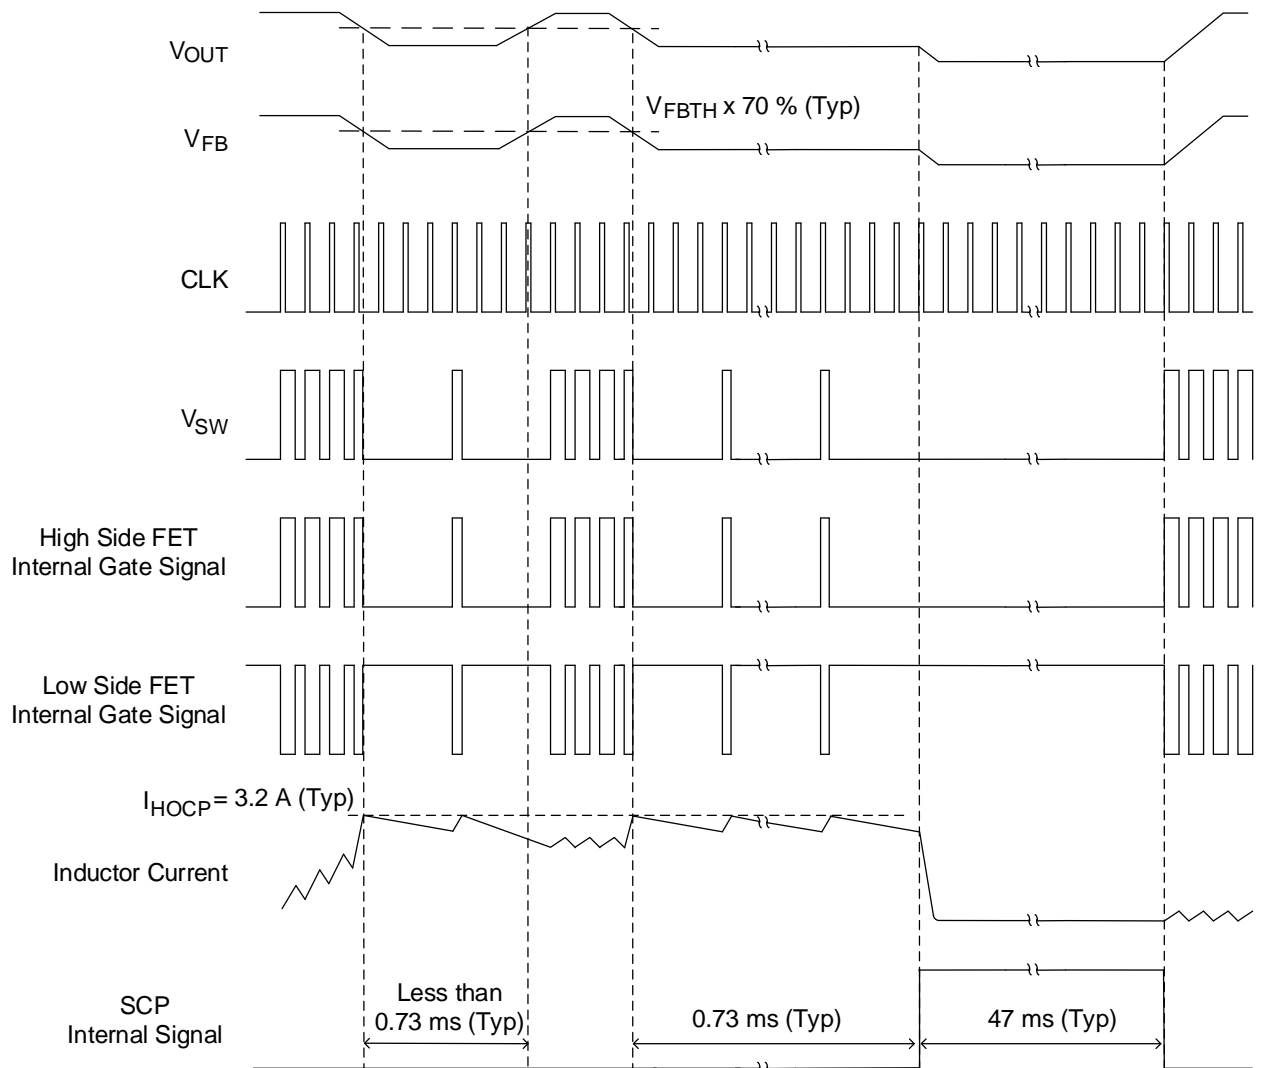 VOUT
VFBTH x 70 % (Typ)
VFB
CLK
VSW
High Side FET
Internal Gate Signal
Low Side FET
Internal Gate Signal
IHOCP = 3.2 A (Typ)
Inductor Current
SCP
Internal Signal
Less than
0.73 ms (Typ)
0.73 ms (Typ)
47 ms (Typ)